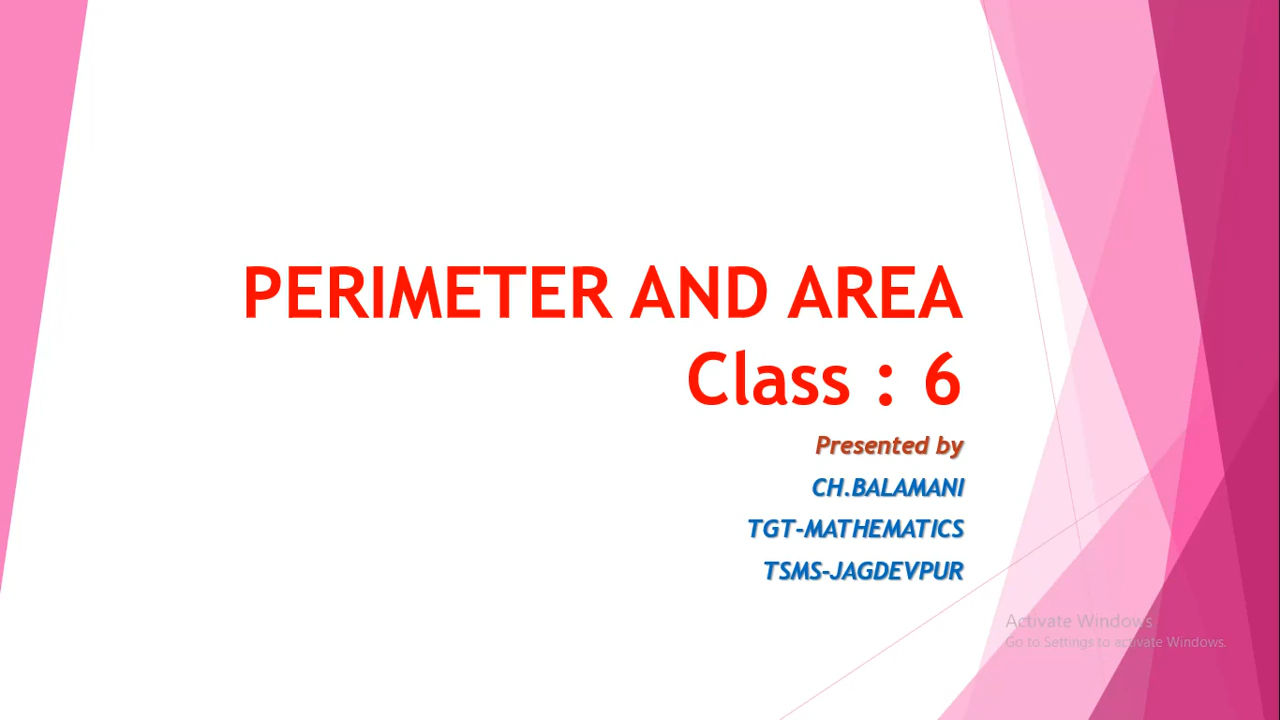 PERIMETER AND AREA
Class : 6
Presented by
CH.BALAMANI
TGT-MATHEMATICS
TSMS-JAGDEVPUR
Activate Windows
Go to Settings to activate Windows.